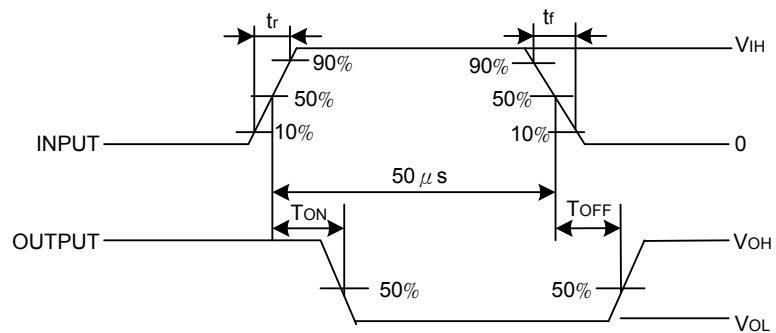 tr
tf
VIH
90%
90%
50%
50%
10%
10%
INPUT
0
50 μs
TON
TOFF
OUTPUT
VOH
50%
50%
VOL